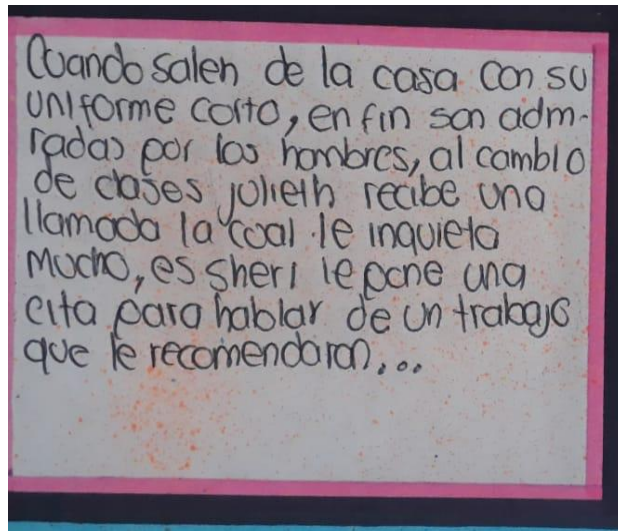 Cuando salen de la casa con su
uniforme corto, en fin son adm-
radas por los hombres, al cambio
de clases julieth recibe una
llamada la cual le inquieta
mucho, es sheri le pone una
cita para hablar de un trabajo
que le recomendaron,...